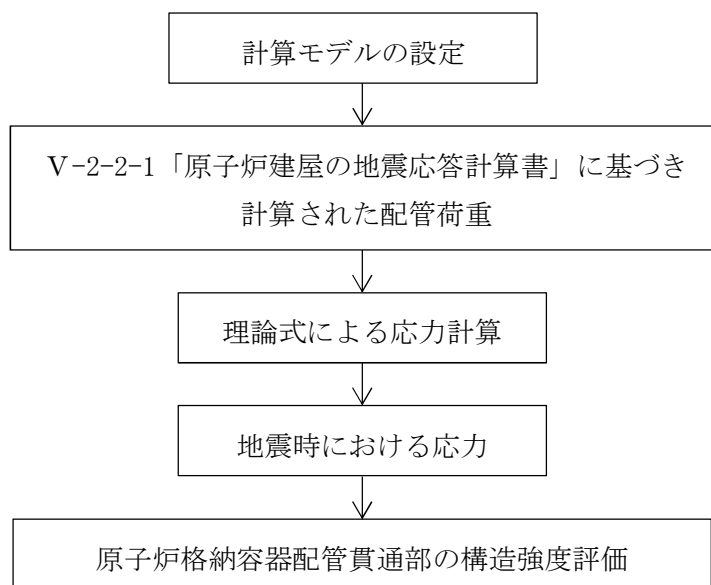 計算モデルの設定
Ⅴ-2-2-1「原子炉建屋の地震応答計算書」に基づき
計算された配管荷重
理論式による応力計算
地震時における応力
原子炉格納容器配管貫通部の構造強度評価